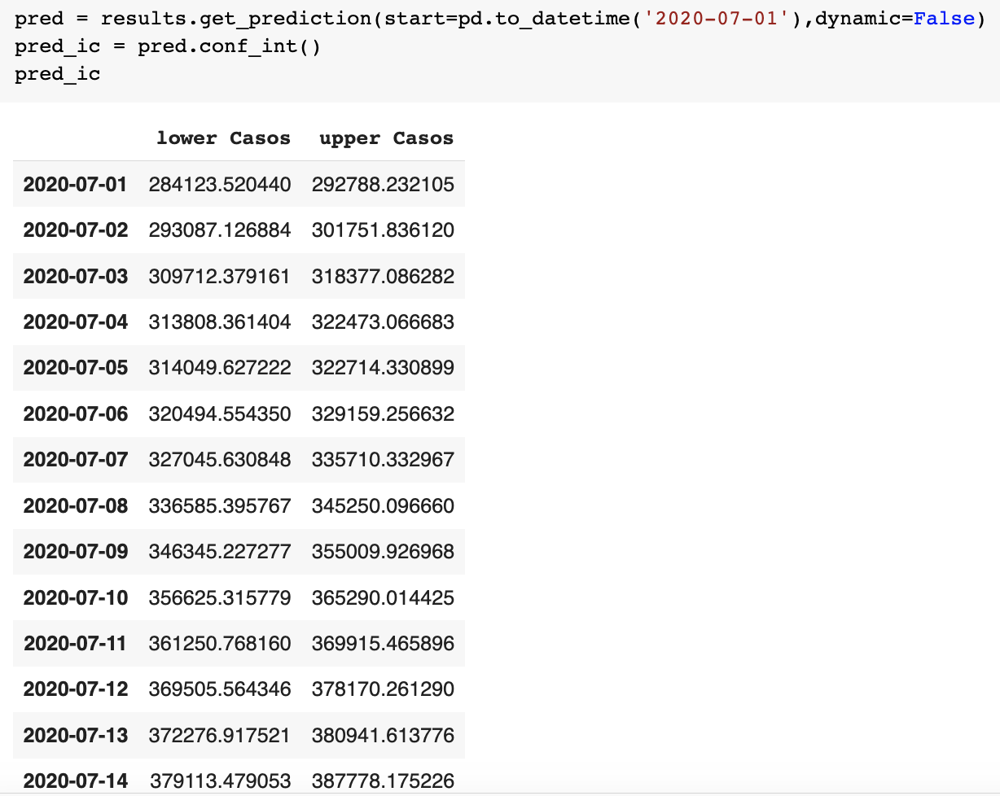 pred = results.get_prediction(start=pd.to_datetime('2020-07-01'),dynamic=False)
pred_ic = pred.conf_int()
pred_ic
lower Casos upper Casos
2020-07-01 284123.520440 292788.232105
2020-07-02 293087.126884 301751.836120
2020-07-03 309712.379161 318377.086282
2020-07-04 313808.361404 322473.066683
2020-07-05 314049.627222 322714.330899
2020-07-06 320494.554350 329159.256632
2020-07-07 327045.630848 335710.332967
2020-07-08 336585.395767 345250.096660
2020-07-09 346345.227277 355009.926968
2020-07-10 356625.315779 365290.014425
2020-07-11 361250.768160 369915.465896
2020-07-12 369505.564346 378170.261290
2020-07-13 372276.917521 380941.613776
2020-07-14 379113.479053 387778.175226